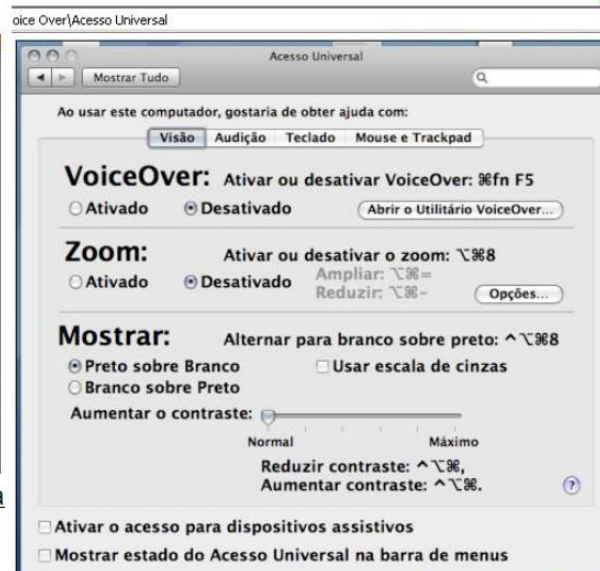 oice Over\Acesso Universal
Acesso Universal
Mostrar Tudo
Ao usar este computador, gostaria de obter ajuda com:
Visão Audição Teclado Mouse e Trackpad
VoiceOver: Ativar ou desativar VoiceOver: ⌘fn F5
Ativado Desativado Abrir o Utilitário VoiceOver...
Zoom: Ativar ou desativar o zoom: ⌥⌘8
Ativado Desativado Ampliar: ⌥⌘=
Reduzir: ⌥⌘- Opções...
Mostrar: Alternar para branco sobre preto: ^⌥⌘8
Preto sobre Branco Usar escala de cinzas
Branco sobre Preto
Aumentar o contraste:
Normal Máximo
Reduzir contraste: ^⌥⌘,
Aumentar contraste: ^⌥⌘.
?
a
Ativar o acesso para dispositivos assistivos
Mostrar estado do Acesso Universal na barra de menus